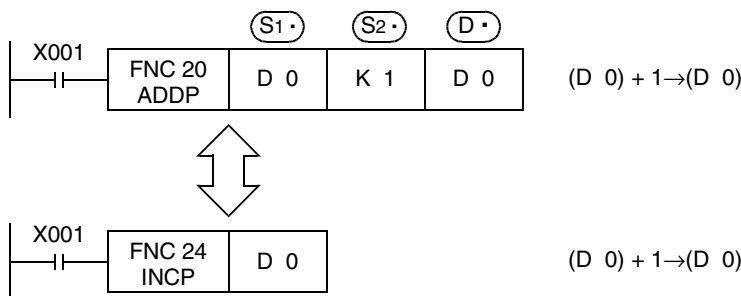 S1· S2· D·
X001
FNC 20 D 0 K 1 D 0 (D 0) + 1→(D 0)
ADDP
X001
FNC 24 D 0 (D 0) + 1→(D 0)
INCP